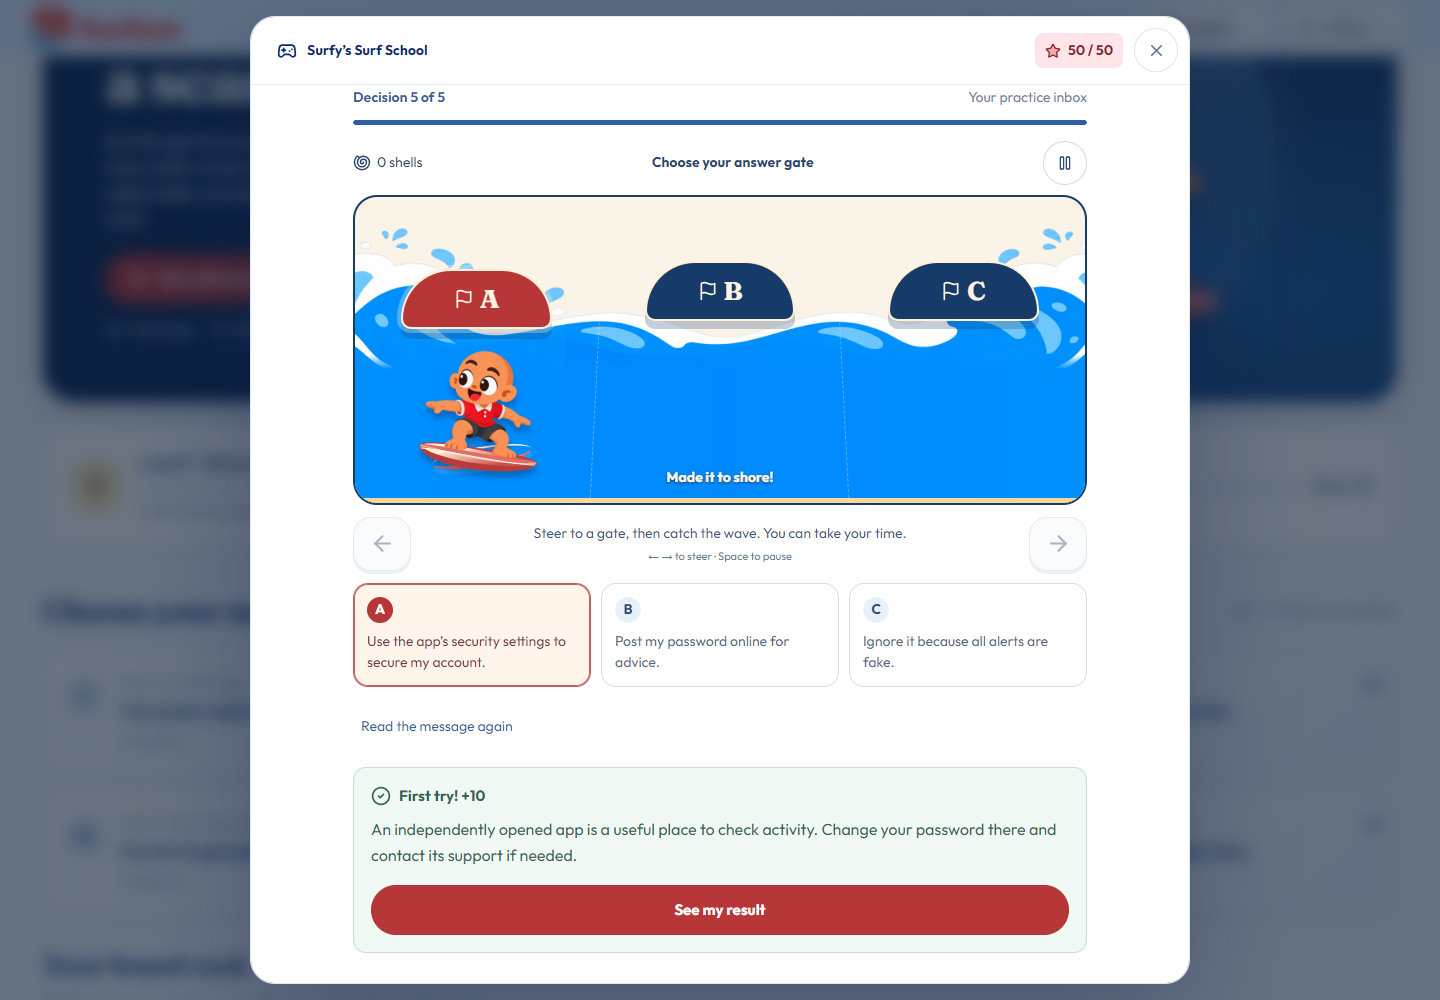 Surfy's Surf School
50 / 50
Decision 5 of 5
Your practice inbox
0 shells
Choose your answer gate
A
B
C
Made it to shore!
Steer to a gate, then catch the wave. You can take your time.
←→ to steer · Space to pause
A
Use the app's security settings to
secure my account.
B
Post my password online for
advice.
C
Ignore it because all alerts are
fake.
Read the message again
First try! +10
An independently opened app is a useful place to check activity. Change your password there and
contact its support if needed.
See my result